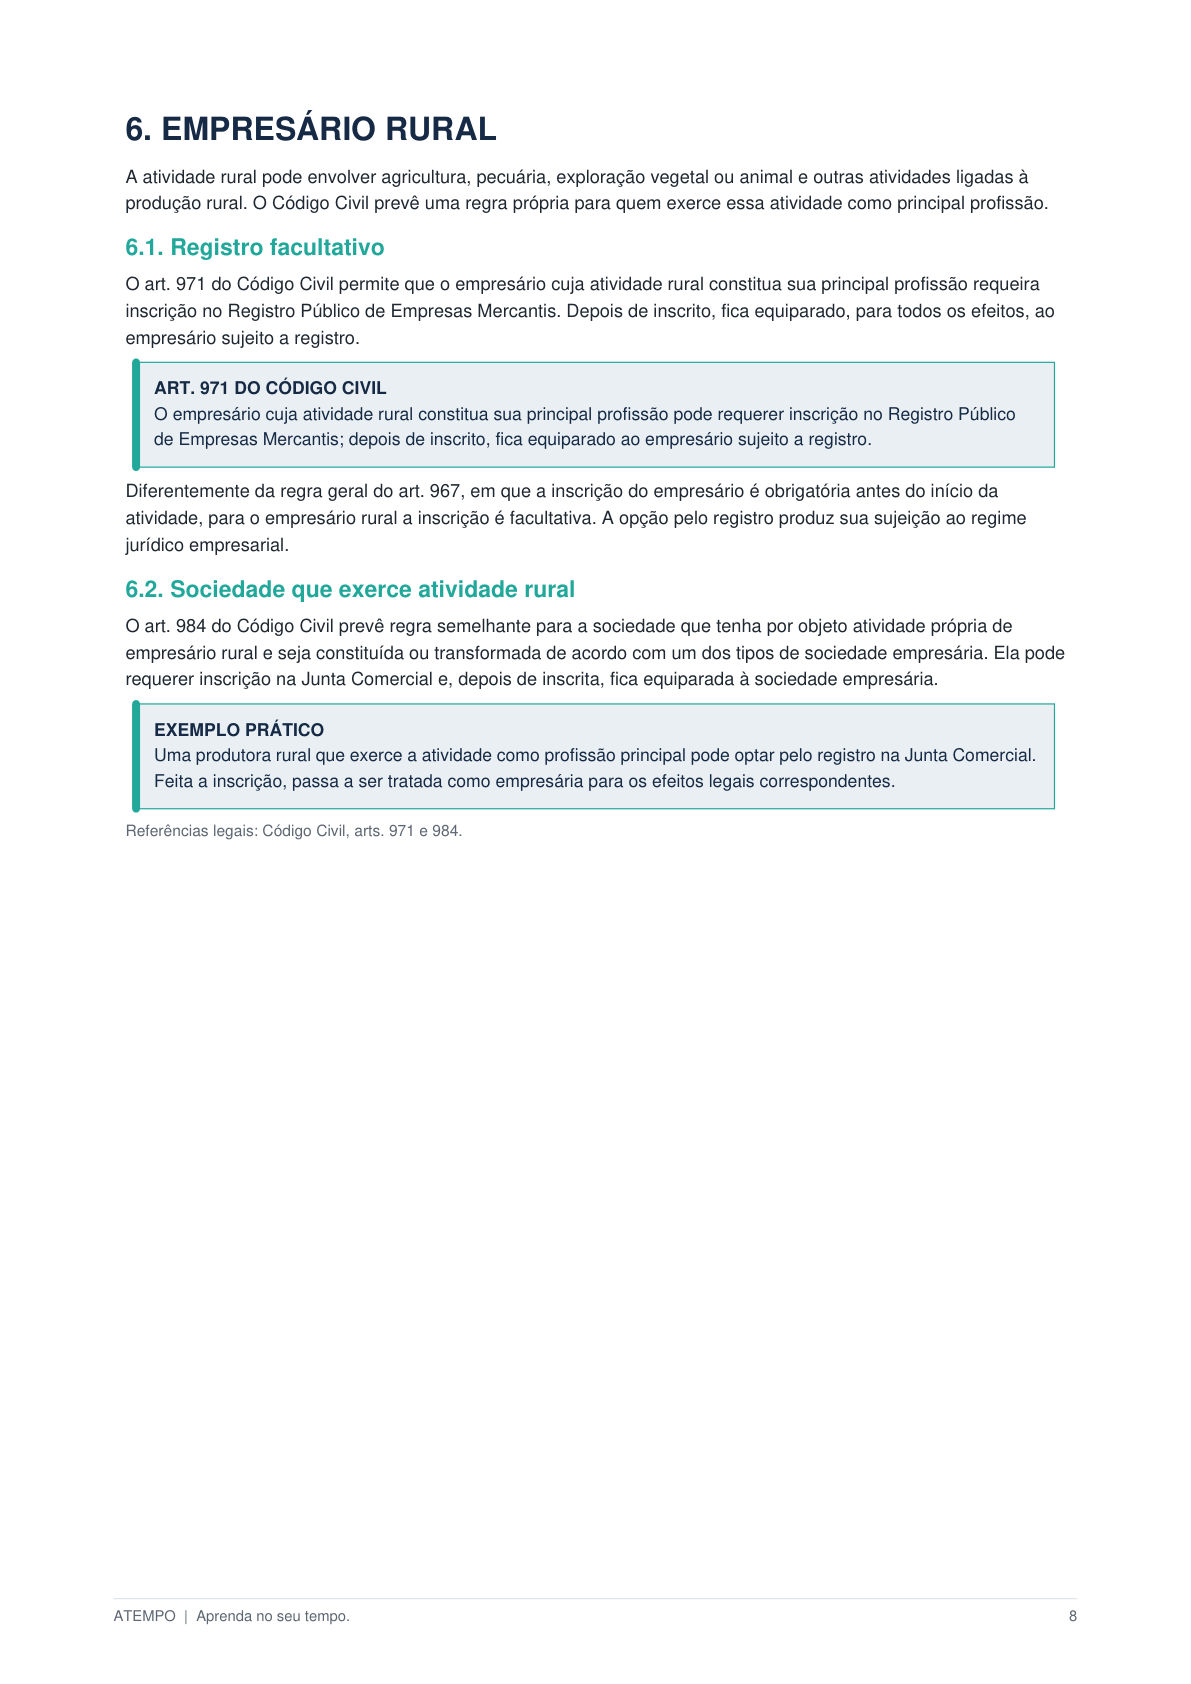 6. EMPRESÁRIO RURAL
A atividade rural pode envolver agricultura, pecuária, exploração vegetal ou animal e outras atividades ligadas à
produção rural. O Código Civil prevê uma regra própria para quem exerce essa atividade como principal profissão.
6.1. Registro facultativo
O art. 971 do Código Civil permite que o empresário cuja atividade rural constitua sua principal profissão requeira
inscrição no Registro Público de Empresas Mercantis. Depois de inscrito, fica equiparado, para todos os efeitos, ao
empresário sujeito a registro.
ART. 971 DO CÓDIGO CIVIL
O empresário cuja atividade rural constitua sua principal profissão pode requerer inscrição no Registro Público
de Empresas Mercantis; depois de inscrito, fica equiparado ao empresário sujeito a registro.
Diferentemente da regra geral do art. 967, em que a inscrição do empresário é obrigatória antes do início da
atividade, para o empresário rural a inscrição é facultativa. A opção pelo registro produz sua sujeição ao regime
jurídico empresarial.
6.2. Sociedade que exerce atividade rural
O art. 984 do Código Civil prevê regra semelhante para a sociedade que tenha por objeto atividade própria de
empresário rural e seja constituída ou transformada de acordo com um dos tipos de sociedade empresária. Ela pode
requerer inscrição na Junta Comercial e, depois de inscrita, fica equiparada à sociedade empresária.
EXEMPLO PRÁTICO
Uma produtora rural que exerce a atividade como profissão principal pode optar pelo registro na Junta Comercial.
Feita a inscrição, passa a ser tratada como empresária para os efeitos legais correspondentes.
Referências legais: Código Civil, arts. 971 e 984.
ATEMPO | Aprenda no seu tempo. 8